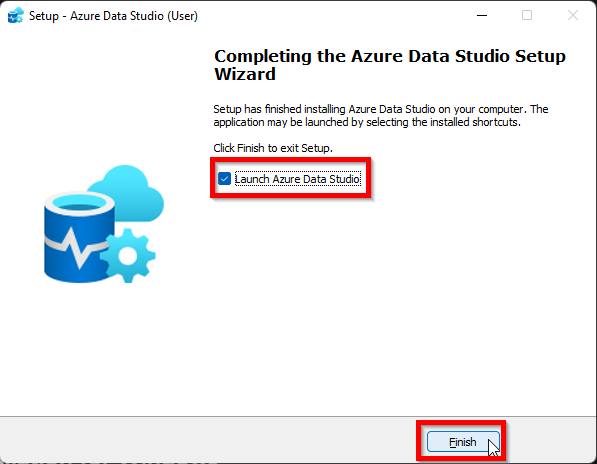 Setup - Azure Data Studio (User)
Completing the Azure Data Studio Setup
Wizard
Setup has finished installing Azure Data Studio on your computer. The
application may be launched by selecting the installed shortcuts.
Click Finish to exit Setup.
Launch Azure Data Studio
Finish